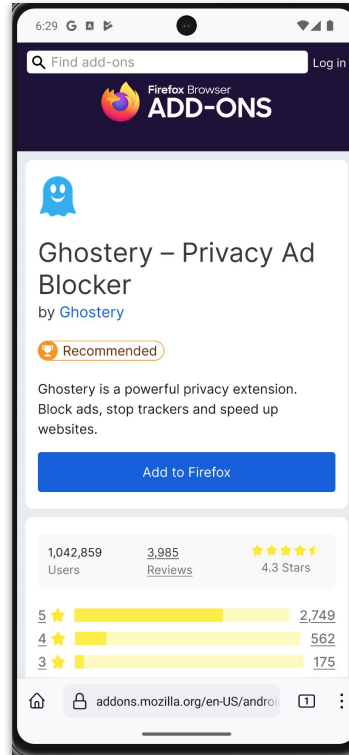 6:29 G
Find add-ons
Log in
Firefox Browser
ADD-ONS
Ghostery – Privacy Ad
Blocker
by Ghostery
Recommended
Ghostery is a powerful privacy extension.
Block ads, stop trackers and speed up
websites.
Add to Firefox
1,042,859 3,985
Users Reviews 4.3 Stars
5 2,749
4 562
3 175
addons.mozilla.org/en-US/androi 1